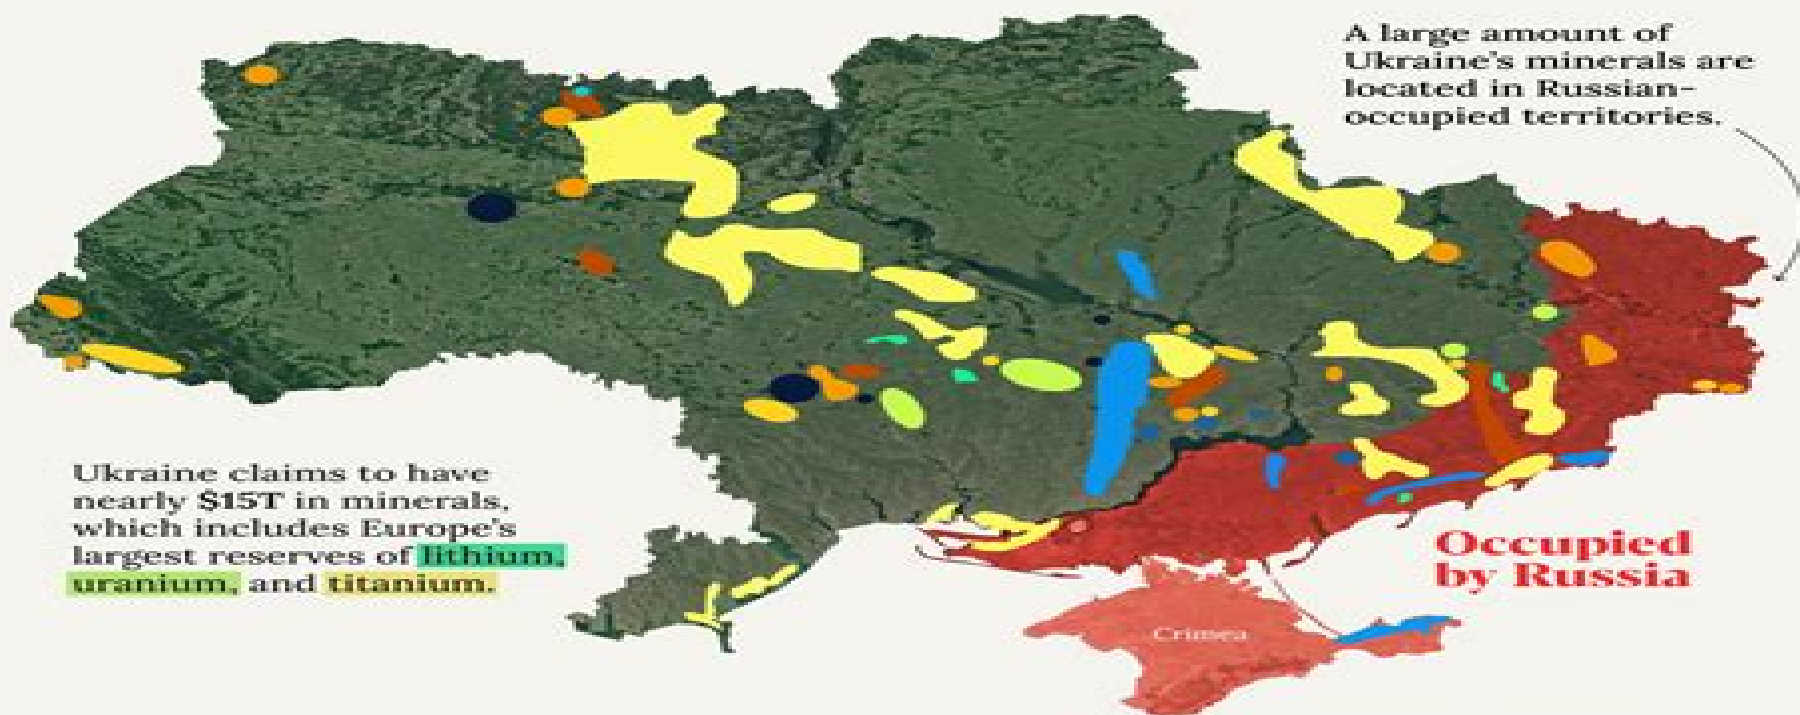 A large amount of
Ukraine's minerals are
located in Russian-
occupied territories.
Ukraine claims to have
nearly $15T in minerals,
which includes Europe's
largest reserves of lithium,
uranium, and titanium.
Occupied
by Russia
Crimea